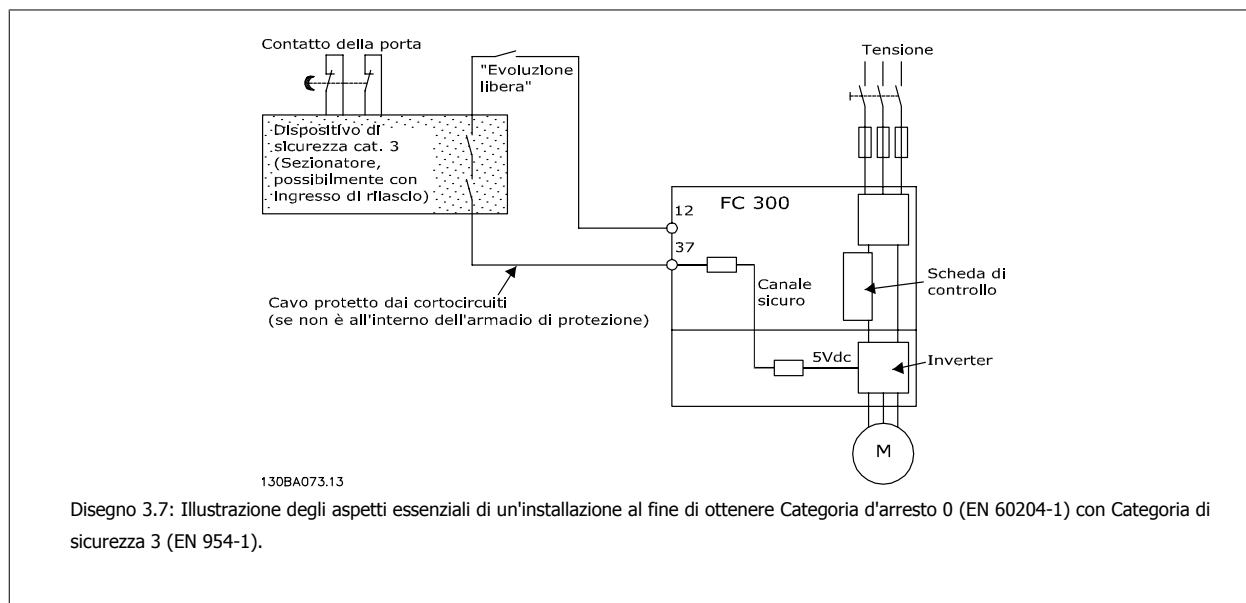 Contatto della porta
"Evoluzione
libera"
Tensione
Dispositivo di
sicurezza cat. 3
(Sezionatore,
possibilmente con
ingresso di rilascio)
12
FC 300
37
Canale
sicuro
Scheda di
controllo
Cavo protetto dai cortocircuiti
(se non è all'interno dell'armadio di protezione)
5Vdc
Inverter
M
130BA073.13
Disegno 3.7: Illustrazione degli aspetti essenziali di un'installazione al fine di ottenere Categoria d'arresto 0 (EN 60204-1) con Categoria di
sicurezza 3 (EN 954-1).